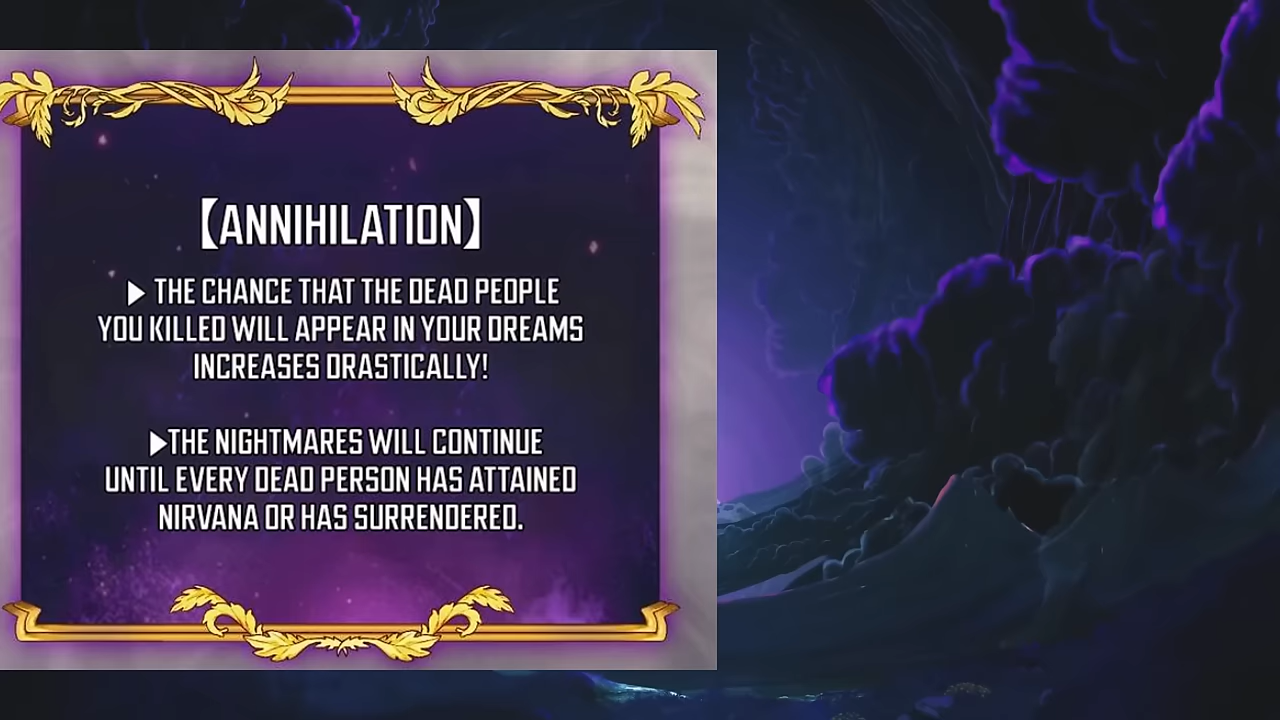 【ANNIHILATION】
▶ THE CHANCE THAT THE DEAD PEOPLE
YOU KILLED WILL APPEAR IN YOUR DREAMS
INCREASES DRASTICALLY!
▶THE NIGHTMARES WILL CONTINUE
UNTIL EVERY DEAD PERSON HAS ATTAINED
NIRVANA OR HAS SURRENDERED.